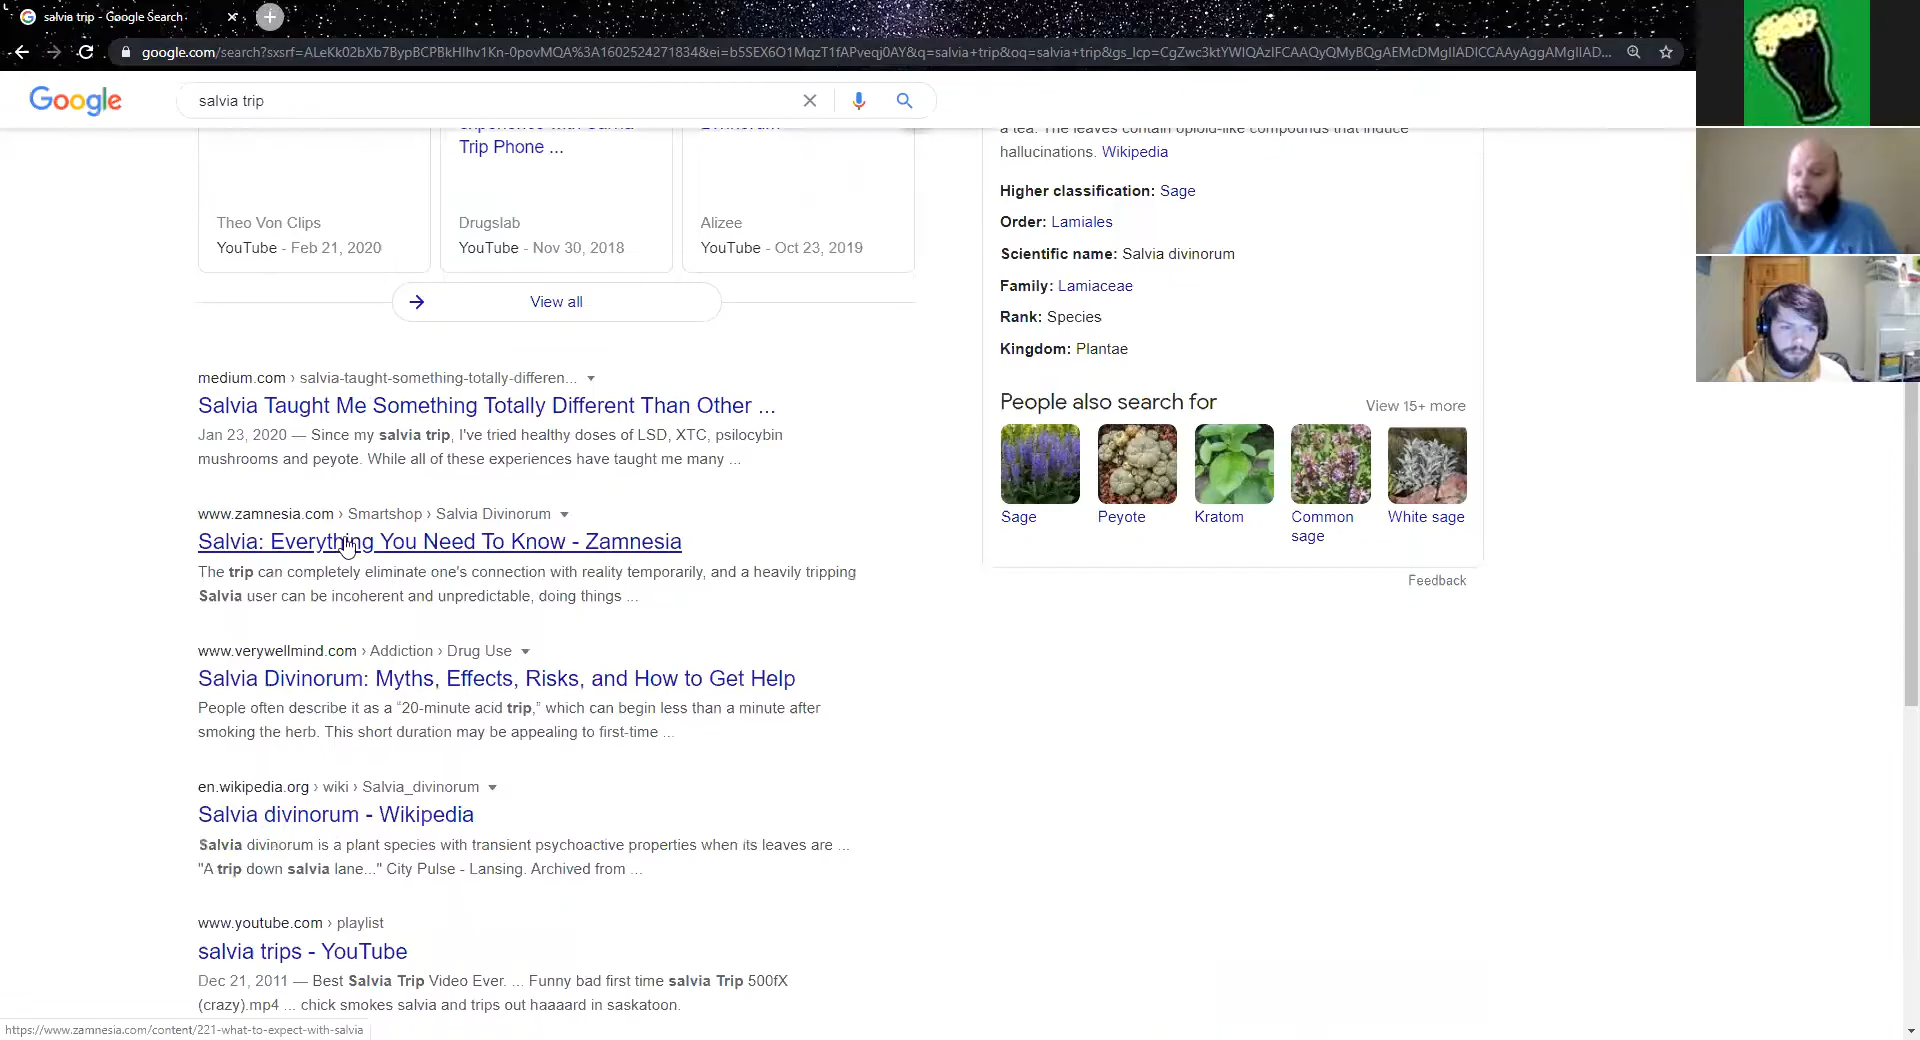 salvia trip - Google Search
google.com/search?sxsrf=ALeKk02bXb7BypBCPBkHIhv1Kn-0povMQA%3A1602524271834&ei=b5SEX6O1MqzT1fAPveqj0AY&q=salvia+trip&oq=salvia+trip&gs_lcp=CgZwc3ktYWIQAzIFCAAQyQMyBQgAEMcDMgIIADICCAAyAggAMgIIAD...
Google
salvia trip
Trip Phone ...
Theo Von Clips
YouTube - Feb 21, 2020
Drugslab
YouTube - Nov 30, 2018
Alizee
YouTube - Oct 23, 2019
View all
medium.com › salvia-taught-something-totally-differen...
Salvia Taught Me Something Totally Different Than Other ...
Jan 23, 2020 — Since my salvia trip, I've tried healthy doses of LSD, XTC, psilocybin
mushrooms and peyote. While all of these experiences have taught me many ...
www.zamnesia.com › Smartshop › Salvia Divinorum
Salvia: Everything You Need To Know - Zamnesia
The trip can completely eliminate one's connection with reality temporarily, and a heavily tripping
Salvia user can be incoherent and unpredictable, doing things ...
www.verywellmind.com › Addiction › Drug Use
Salvia Divinorum: Myths, Effects, Risks, and How to Get Help
People often describe it as a “20-minute acid trip,” which can begin less than a minute after
smoking the herb. This short duration may be appealing to first-time ...
en.wikipedia.org › wiki › Salvia_divinorum
Salvia divinorum - Wikipedia
Salvia divinorum is a plant species with transient psychoactive properties when its leaves are ...
"A trip down salvia lane..." City Pulse - Lansing. Archived from ...
www.youtube.com › playlist
salvia trips - YouTube
Dec 21, 2011 — Best Salvia Trip Video Ever. ... Funny bad first time salvia Trip 500fX
(crazy).mp4 ... chick smokes salvia and trips out haaaard in saskatoon.
a tea. The leaves contain opioid-like compounds that induce
hallucinations. Wikipedia
Higher classification: Sage
Order: Lamiales
Scientific name: Salvia divinorum
Family: Lamiaceae
Rank: Species
Kingdom: Plantae
People also search for
View 15+ more
Sage
Peyote
Kratom
Common
sage
White sage
Feedback
https://www.zamnesia.com/content/221-what-to-expect-with-salvia